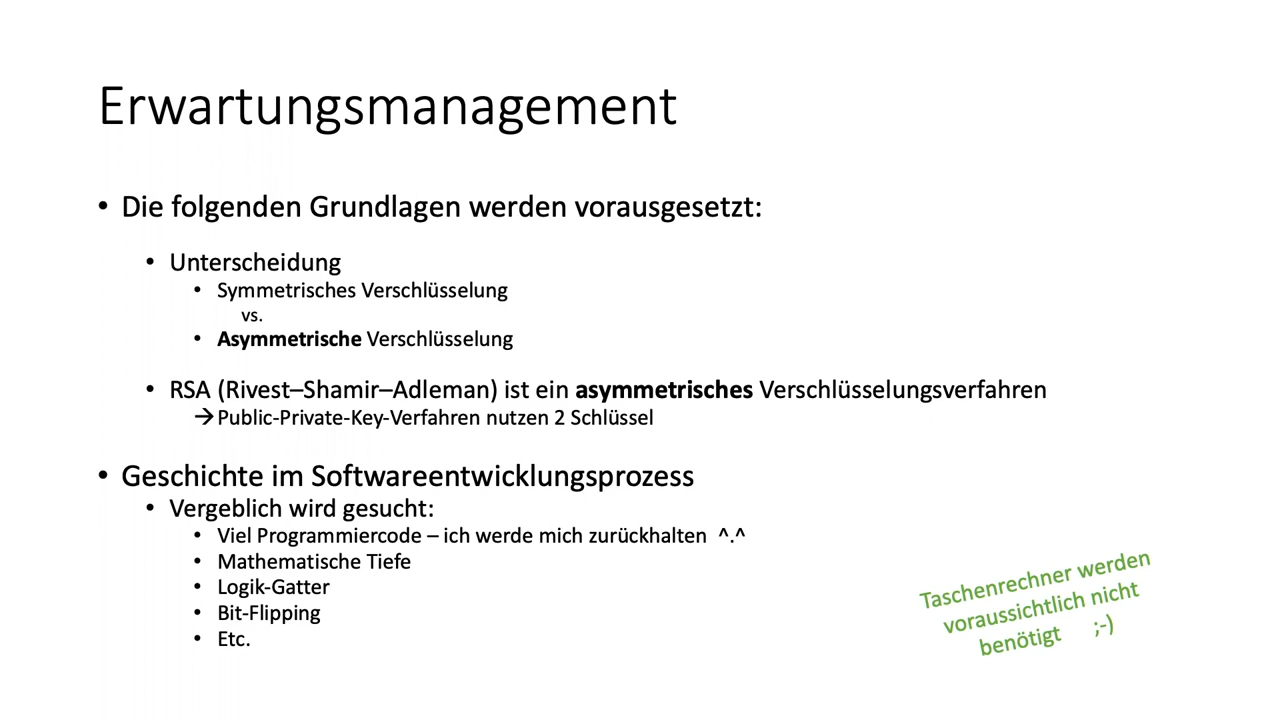 Erwartungsmanagement
• Die folgenden Grundlagen werden vorausgesetzt:
• Unterscheidung
• Symmetrisches Verschlüsselung
vs.
• Asymmetrische Verschlüsselung
• RSA (Rivest–Shamir–Adleman) ist ein asymmetrisches Verschlüsselungsverfahren
→Public-Private-Key-Verfahren nutzen 2 Schlüssel
• Geschichte im Softwareentwicklungsprozess
• Vergeblich wird gesucht:
• Viel Programmiercode – ich werde mich zurückhalten ^.^
• Mathematische Tiefe
• Logik-Gatter
• Bit-Flipping
• Etc.
Taschenrechner werden
voraussichtlich nicht
benötigt ;-)